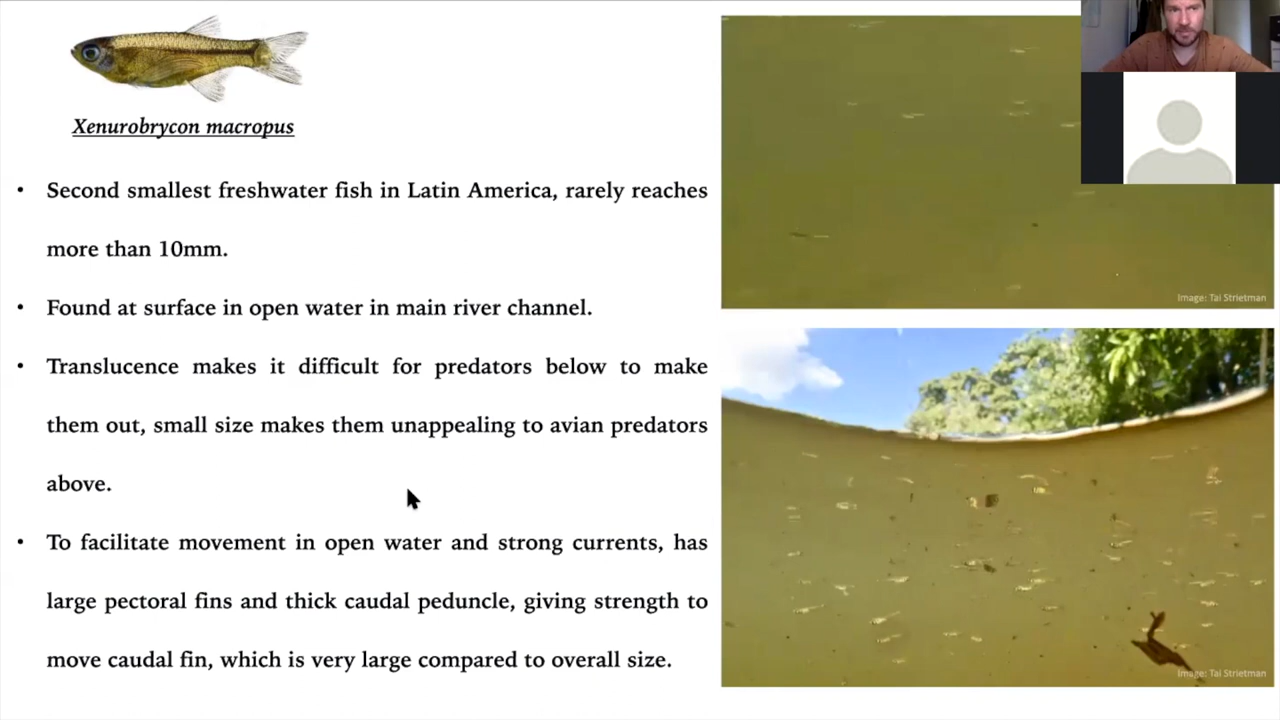 Xenurobrycon macropus
• Second smallest freshwater fish in Latin America, rarely reaches
more than 10mm.
• Found at surface in open water in main river channel.
• Translucence makes it difficult for predators below to make
them out, small size makes them unappealing to avian predators
above.
• To facilitate movement in open water and strong currents, has
large pectoral fins and thick caudal peduncle, giving strength to
move caudal fin, which is very large compared to overall size.
Image: Tai Strietman
Image: Tai Strietman